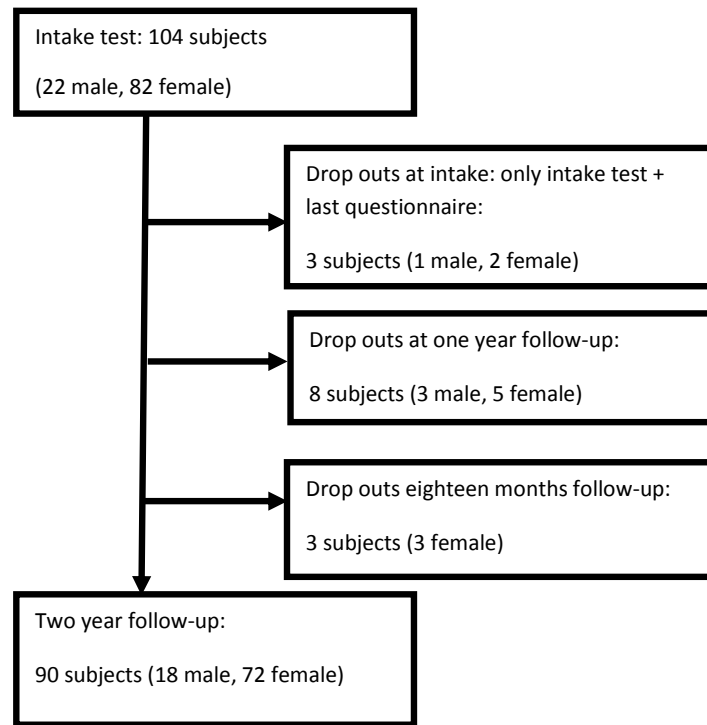 Intake test: 104 subjects
(22 male, 82 female)
Drop outs at intake: only intake test +
last questionnaire:
3 subjects (1 male, 2 female)
Drop outs at one year follow-up:
8 subjects (3 male, 5 female)
Drop outs eighteen months follow-up:
3 subjects (3 female)
Two year follow-up:
90 subjects (18 male, 72 female)